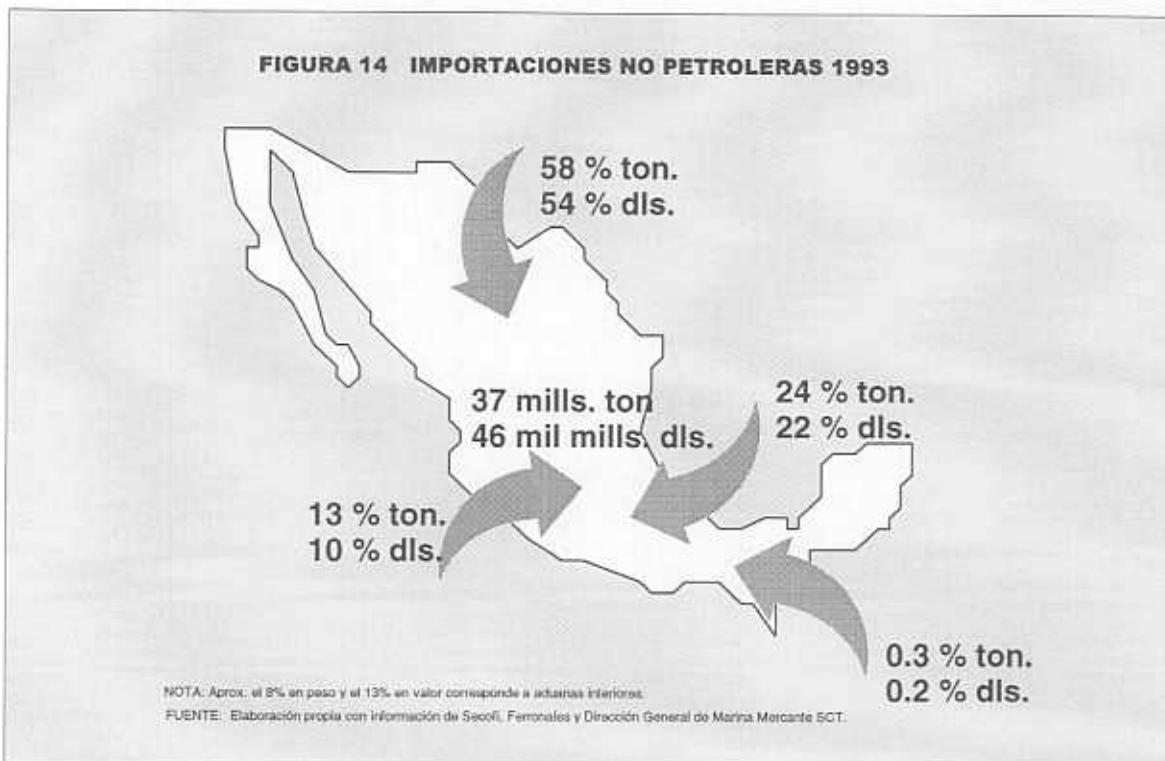 FIGURA 14 IMPORTACIONES NO PETROLERAS 1993
58 % ton.
54 % dls.
37 mills. ton
46 mil mills. dls.
24 % ton.
22 % dls.
13 % ton.
10 % dls.
0.3 % ton.
0.2 % dls.
NOTA: Aprox. el 8% en peso y el 13% en valor corresponde a aduanas interiores.
FUENTE: Elaboración propia con información de Secofi, Ferronales y Dirección General de Marina Mercante SCT.